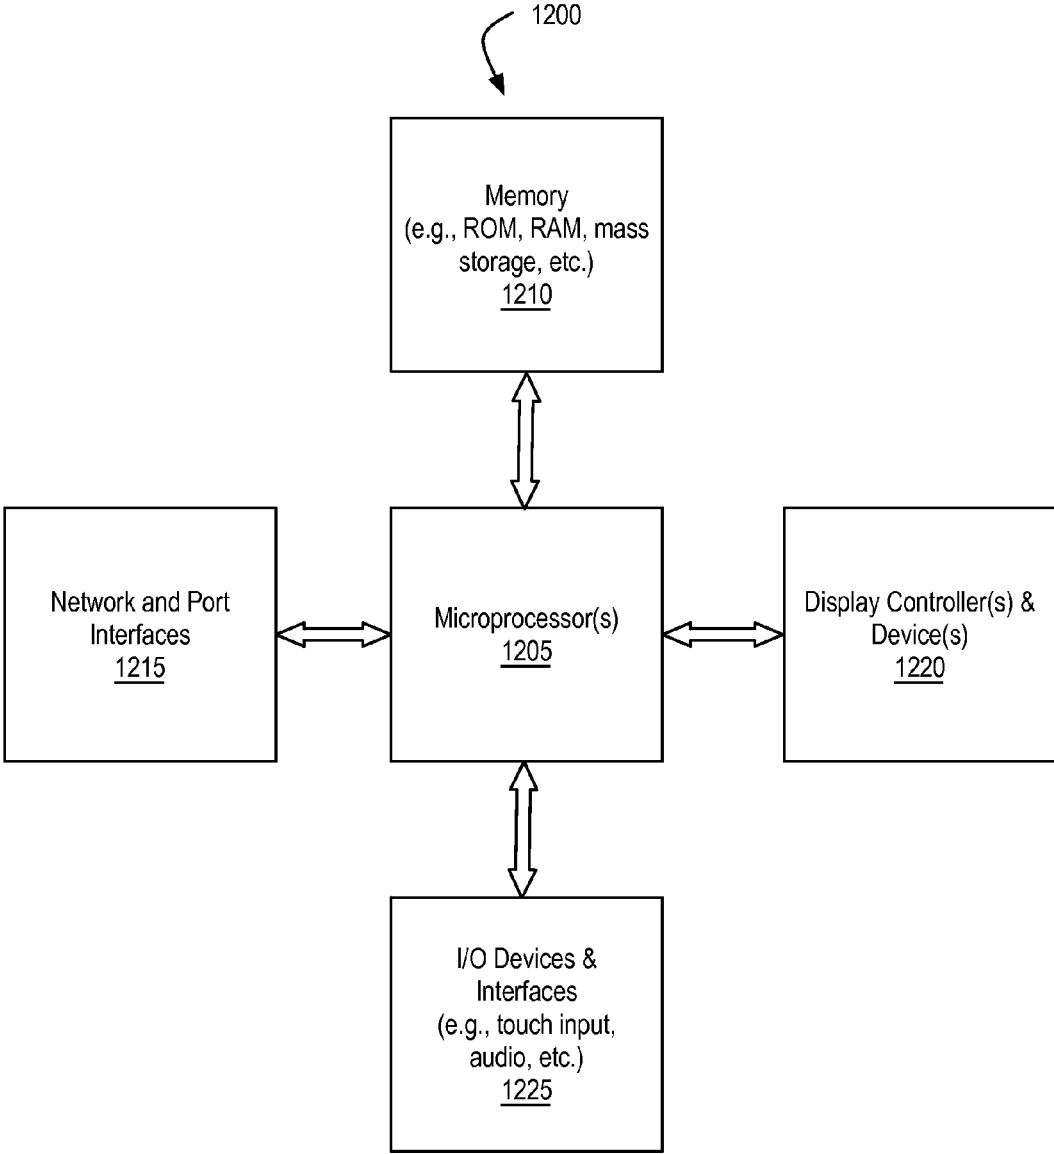 1200
Memory
(e.g., ROM, RAM, mass
storage, etc.)
1210
Network and Port
Interfaces
1215
Microprocessor(s)
1205
Display Controller(s) &
Device(s)
1220
I/O Devices &
Interfaces
(e.g., touch input,
audio, etc.)
1225